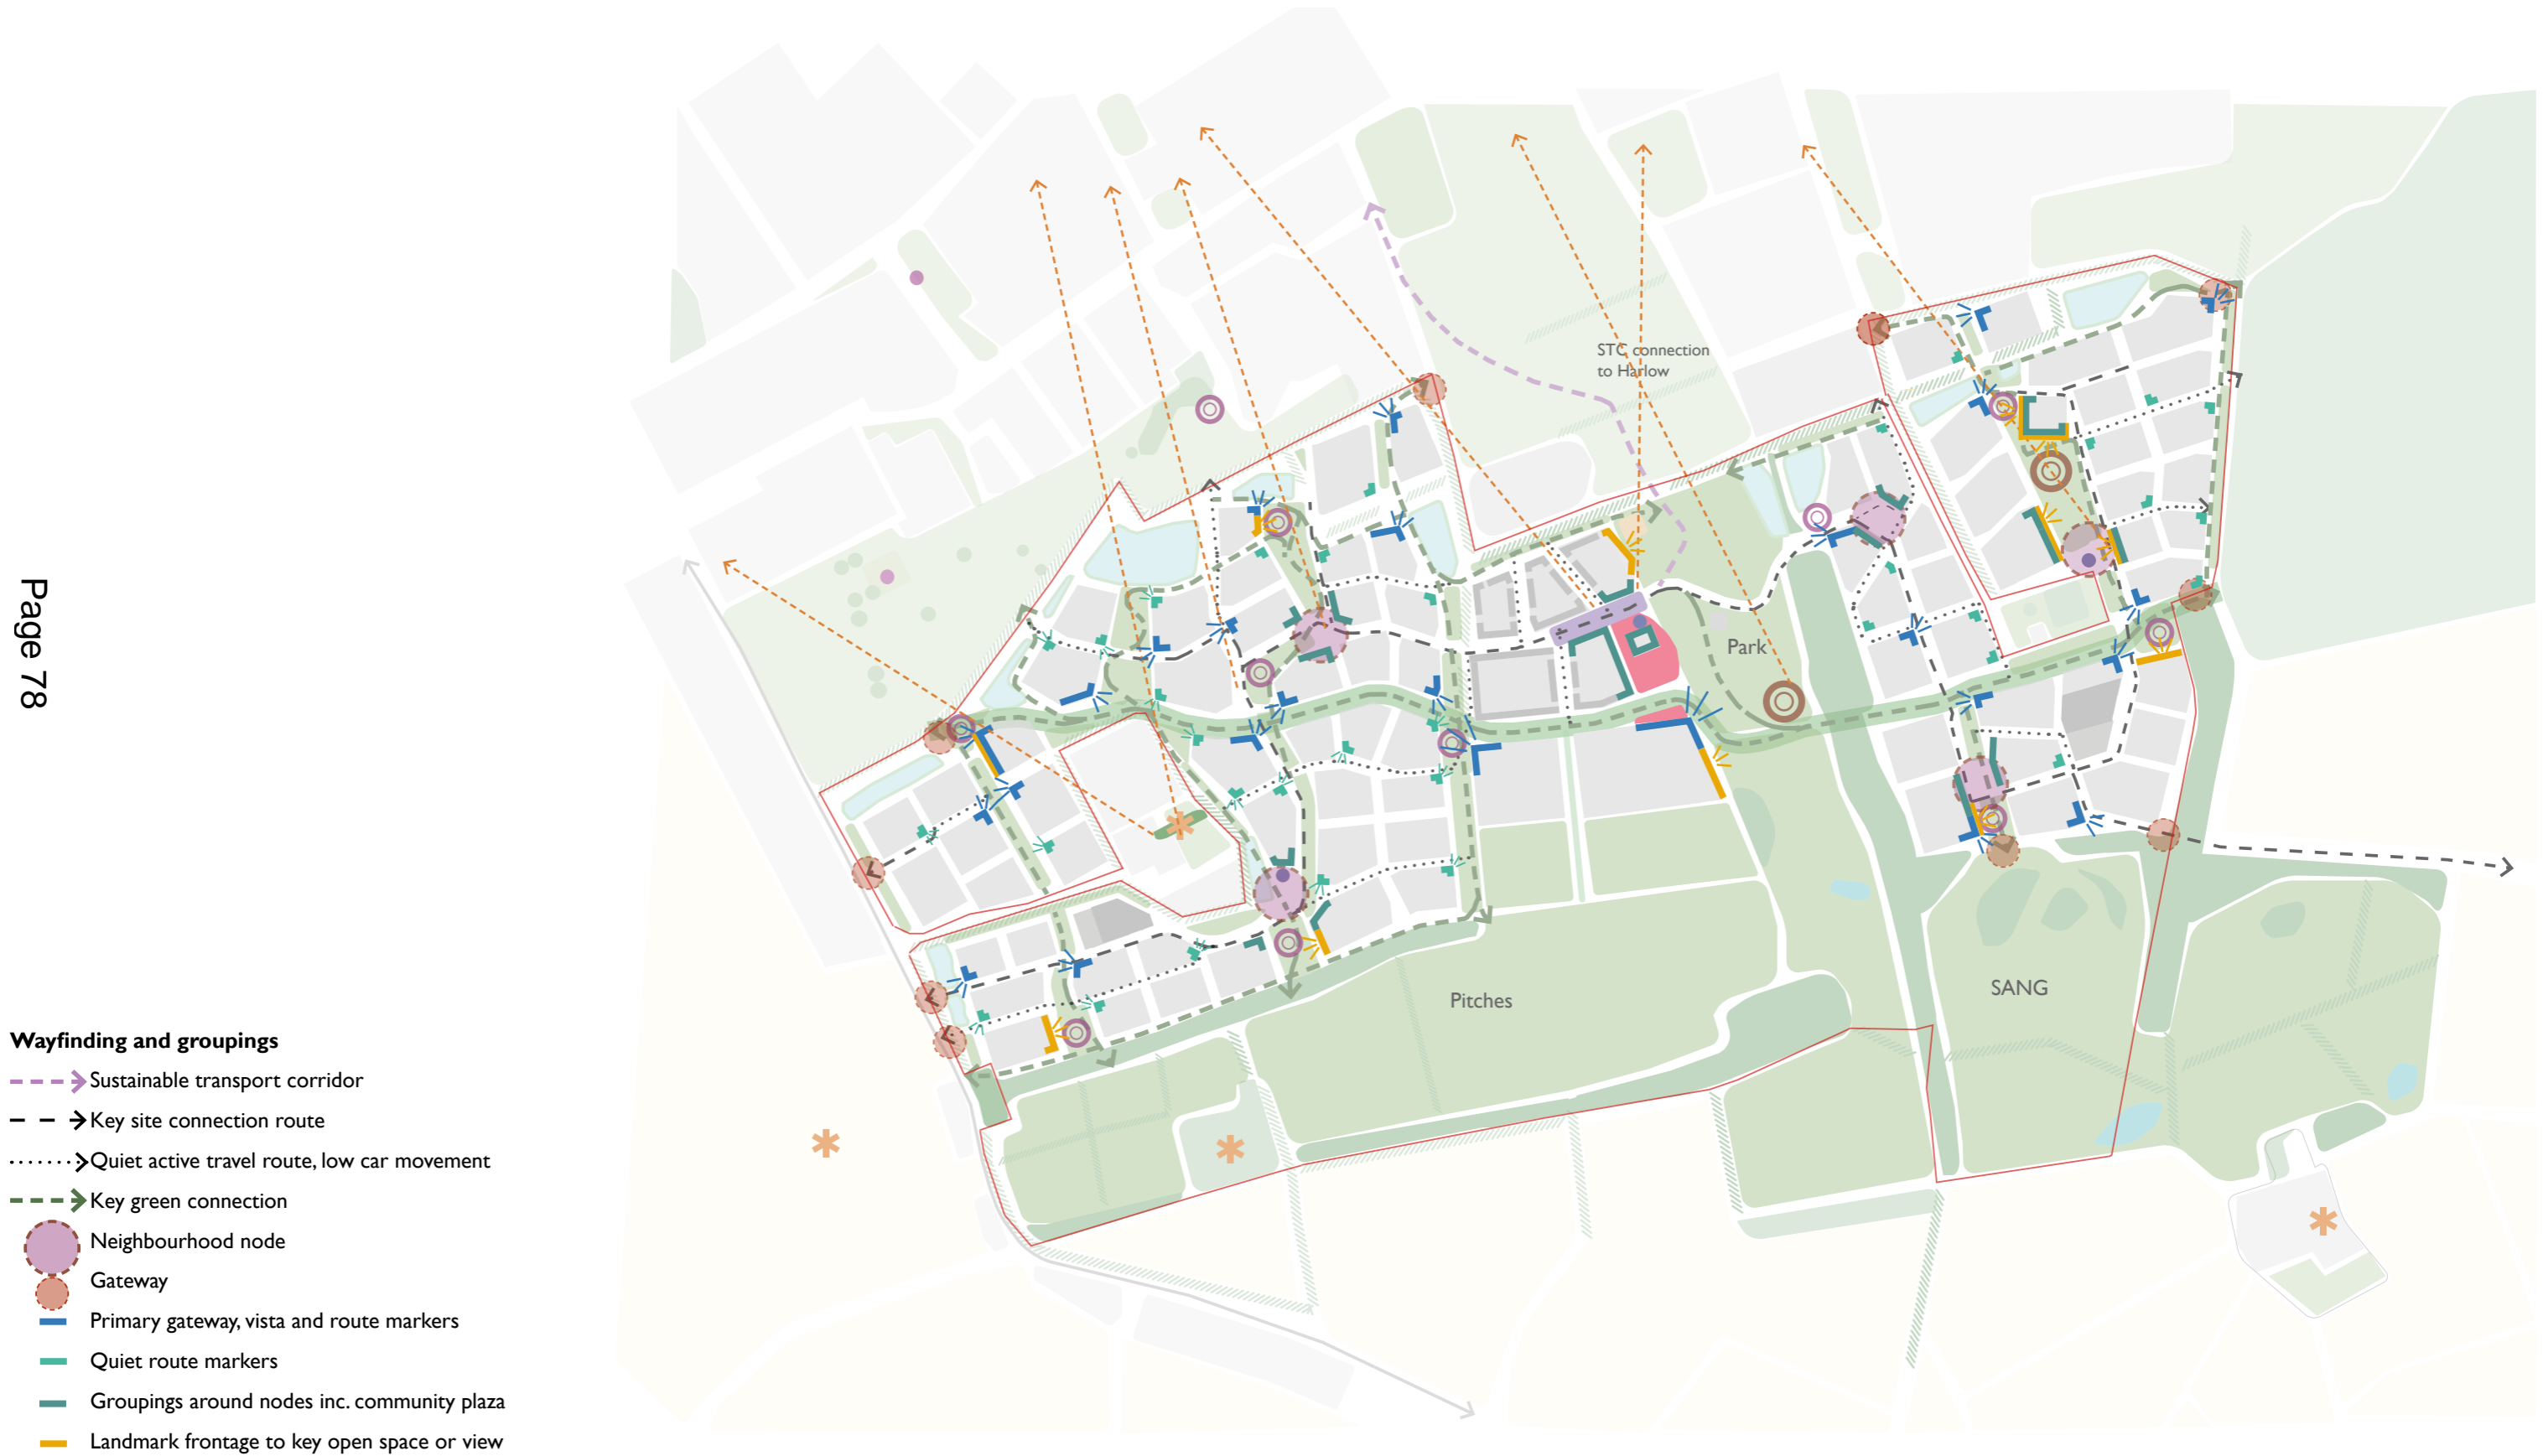 STC connection
to Harlow
Park
Page 78
Pitches
SANG
Wayfinding and groupings
Sustainable transport corridor
Key site connection route
Quiet active travel route, low car movement
Key green connection
Neighbourhood node
Gateway
Primary gateway, vista and route markers
Quiet route markers
Groupings around nodes inc. community plaza
Landmark frontage to key open space or view